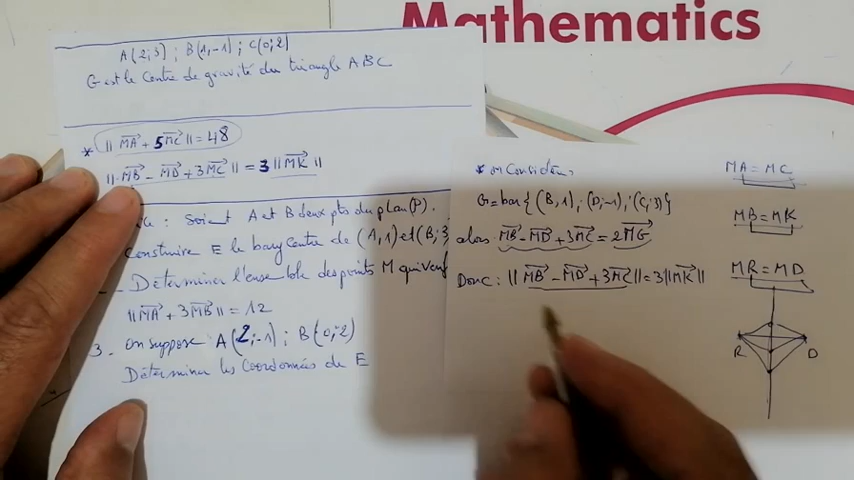 Mathematics
A(2;3) ; B(1,-1) ; C(0;2)
G est le Centre de gravité du triangle ABC
* || MA + 5MC || = 48
|| MB - MD + 3MC || = 3 || MK ||
: Soient A et B deux pts du plan (P).
Construire E le barycentre de (A,1) et (B;3
Déterminer l'ensemble des points M qui verif
|| MA + 3MB || = 12
3. on suppose A(2;-1) ; B(0;2)
Déterminer les Coordonnées de E
* on Considère
G = bar{(B,1);(D;-1);(C;3)}
alors MB - MD + 3MC = 2MG
Donc : || MB - MD + 3MC || = 3||MK||
MA = MC
MB = MK
MR = MD
R D